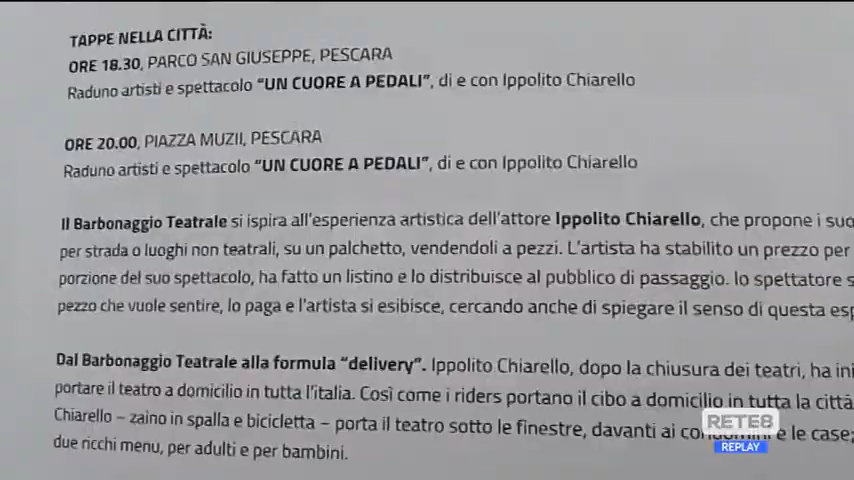 TAPPE NELLA CITTÀ:
ORE 18.30, PARCO SAN GIUSEPPE, PESCARA
Raduno artisti e spettacolo “UN CUORE A PEDALI”, di e con Ippolito Chiarello
ORE 20.00, PIAZZA MUZII, PESCARA
Raduno artisti e spettacolo “UN CUORE A PEDALI”, di e con Ippolito Chiarello
Il Barbonaggio Teatrale si ispira all’esperienza artistica dell’attore Ippolito Chiarello, che propone i suo
per strada o luoghi non teatrali, su un palchetto, vendendoli a pezzi. L’artista ha stabilito un prezzo per
porzione del suo spettacolo, ha fatto un listino e lo distribuisce al pubblico di passaggio. Io spettatore s
pezzo che vuole sentire, lo paga e l’artista si esibisce, cercando anche di spiegare il senso di questa esp
Dal Barbonaggio Teatrale alla formula “delivery”. Ippolito Chiarello, dopo la chiusura dei teatri, ha ini
portare il teatro a domicilio in tutta l’italia. Così come i riders portano il cibo a domicilio in tutta la città
Chiarello – zaino in spalla e bicicletta – porta il teatro sotto le finestre, davanti ai condomini e le case;
due ricchi menu, per adulti e per bambini.
RETE8
REPLAY